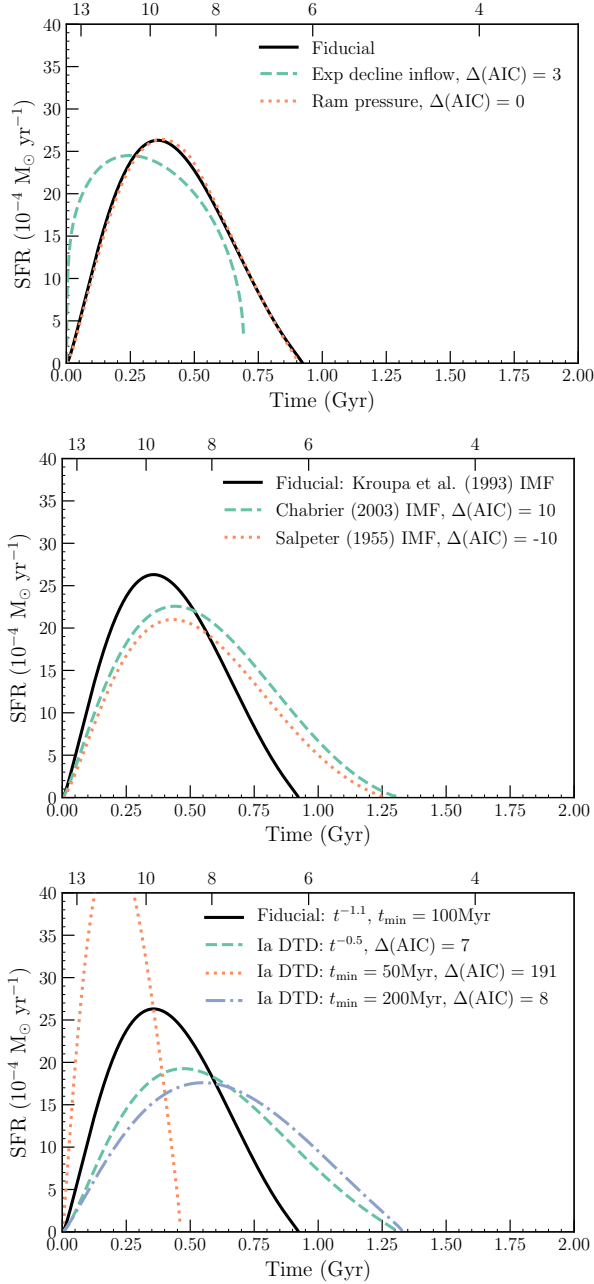 13 10 8 6 4
40
35
30
25
20
15
10
5
0
SFR (10⁻⁴ M⊙ yr⁻¹)
Fiducial
Exp decline inflow, Δ(AIC) = 3
Ram pressure, Δ(AIC) = 0
0.00 0.25 0.50 0.75 1.00 1.25 1.50 1.75 2.00
Time (Gyr)
13 10 8 6 4
40
35
30
25
20
15
10
5
0
SFR (10⁻⁴ M⊙ yr⁻¹)
Fiducial: Kroupa et al. (1993) IMF
Chabrier (2003) IMF, Δ(AIC) = 10
Salpeter (1955) IMF, Δ(AIC) = -10
0.00 0.25 0.50 0.75 1.00 1.25 1.50 1.75 2.00
Time (Gyr)
13 10 8 6 4
40
35
30
25
20
15
10
5
0
SFR (10⁻⁴ M⊙ yr⁻¹)
Fiducial: t⁻¹·¹, tmin = 100Myr
Ia DTD: t⁻⁰·⁵, Δ(AIC) = 7
Ia DTD: tmin = 50Myr, Δ(AIC) = 191
Ia DTD: tmin = 200Myr, Δ(AIC) = 8
0.00 0.25 0.50 0.75 1.00 1.25 1.50 1.75 2.00
Time (Gyr)